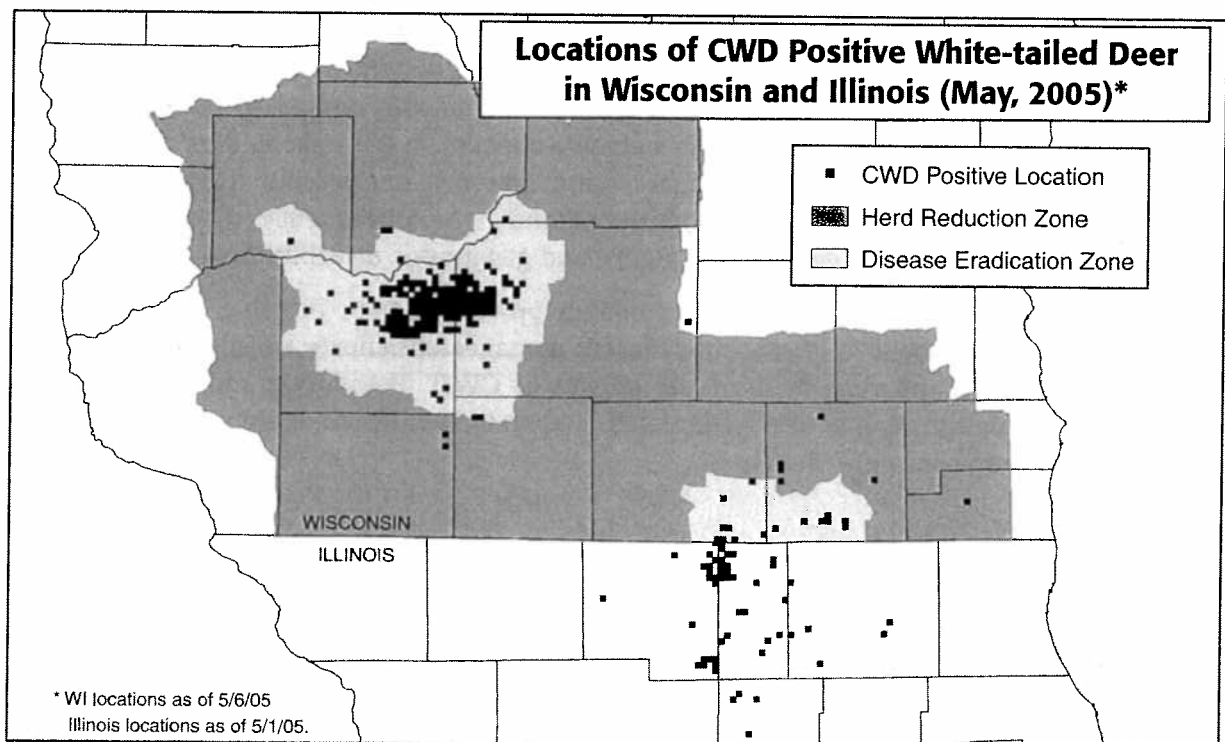 Locations of CWD Positive White-tailed Deer
in Wisconsin and Illinois (May, 2005)*
CWD Positive Location
Herd Reduction Zone
Disease Eradication Zone
WISCONSIN
ILLINOIS
* WI locations as of 5/6/05
Illinois locations as of 5/1/05.